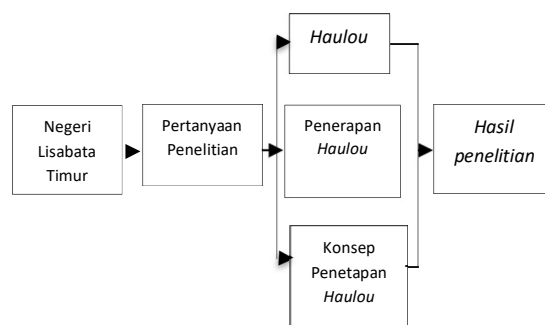 Negeri
Lisabata
Timur
Pertanyaan
Penelitian
Haulou
Penerapan
Haulou
Konsep
Penetapan
Haulou
Hasil
penelitian